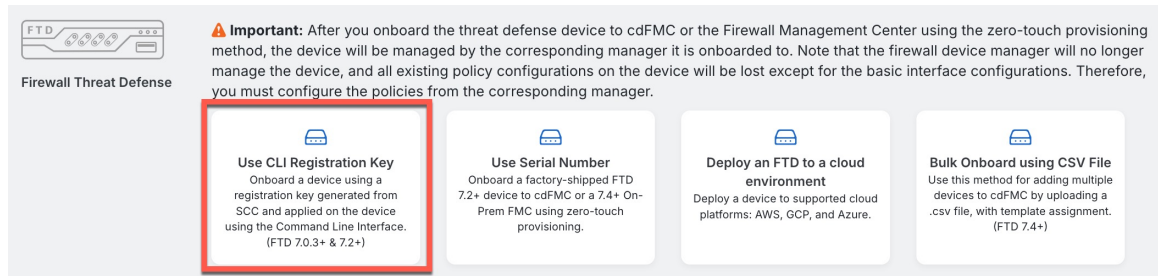 FTD
Firewall Threat Defense
Important: After you onboard the threat defense device to cdFMC or the Firewall Management Center using the zero-touch provisioning
method, the device will be managed by the corresponding manager it is onboarded to. Note that the firewall device manager will no longer
manage the device, and all existing policy configurations on the device will be lost except for the basic interface configurations. Therefore,
you must configure the policies from the corresponding manager.
Use CLI Registration Key
Onboard a device using a
registration key generated from
SCC and applied on the device
using the Command Line Interface.
(FTD 7.0.3+ & 7.2+)
Use Serial Number
Onboard a factory-shipped FTD
7.2+ device to cdFMC or a 7.4+ On-
Prem FMC using zero-touch
provisioning.
Deploy an FTD to a cloud
environment
Deploy a device to supported cloud
platforms: AWS, GCP, and Azure.
Bulk Onboard using CSV File
Use this method for adding multiple
devices to cdFMC by uploading a
.csv file, with template assignment.
(FTD 7.4+)